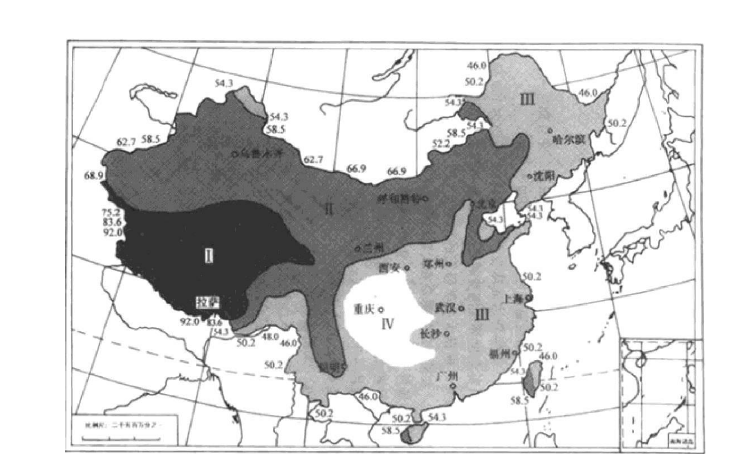 46.0
50.2
54.3
54.3
III
46.0
54.3
58.5
54.3
58.5
50.2
哈尔滨
62.7
58.5
52.2
乌鲁木齐
62.7
66.9
66.9
沈阳
68.9
呼和浩特
北京
II
75.2
83.6
92.0
54.3
54.3
54.3
兰州
I
西安
郑州
50.2
拉萨
上海
重庆
武汉
III
92.0
83.6
54.3
IV
50.2
48.0
46.0
长沙
50.2
福州
46.0
50.2
昆明
54.3
广州
50.2
46.0
58.5
50.2
50.2
54.3
58.5
比例尺：二千五百万分之一
南海诸岛